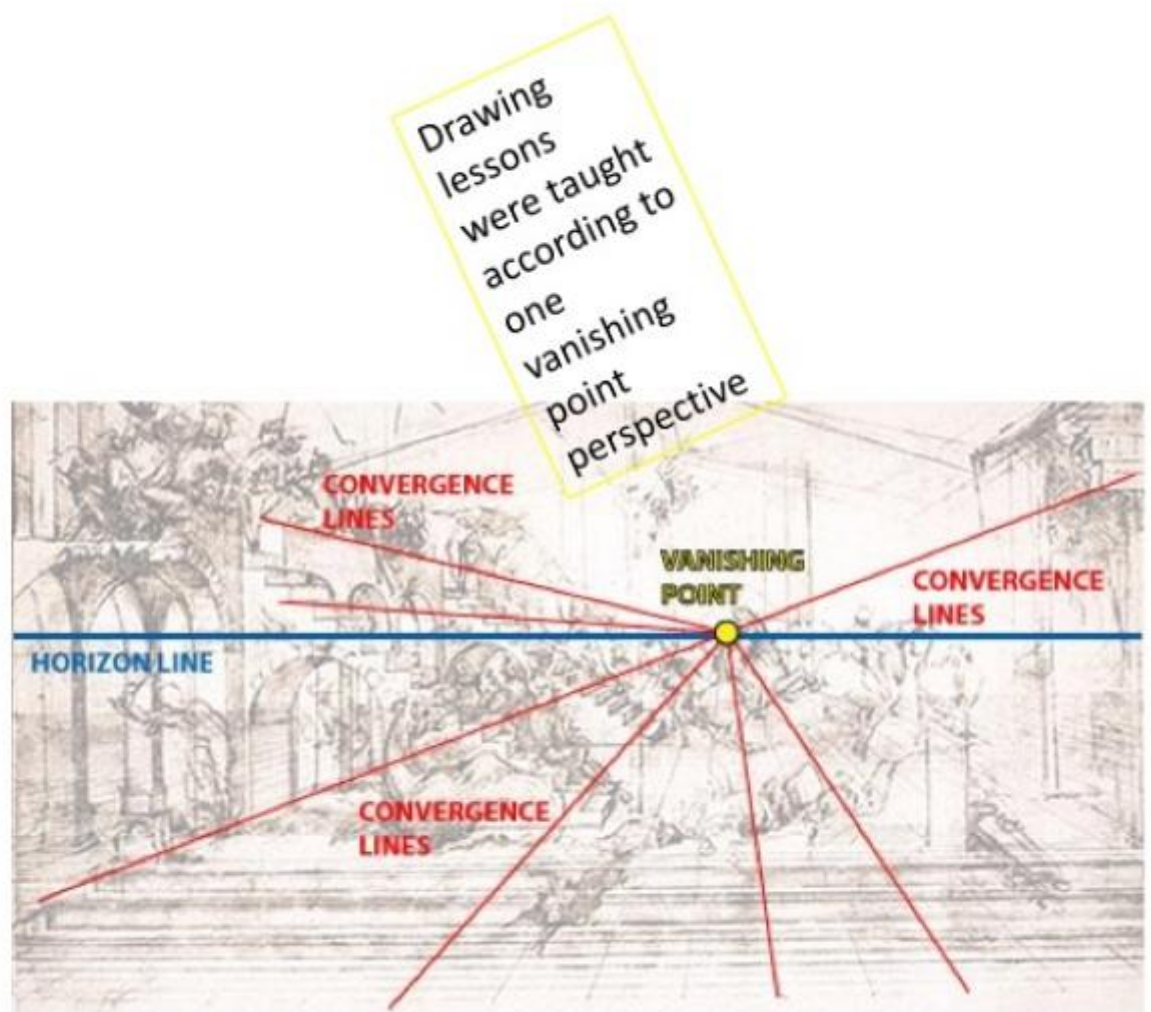 Drawing
lessons
were taught
according to
one
vanishing
point
perspective
CONVERGENCE
LINES
VANISHING
POINT
CONVERGENCE
LINES
HORIZON LINE
CONVERGENCE
LINES